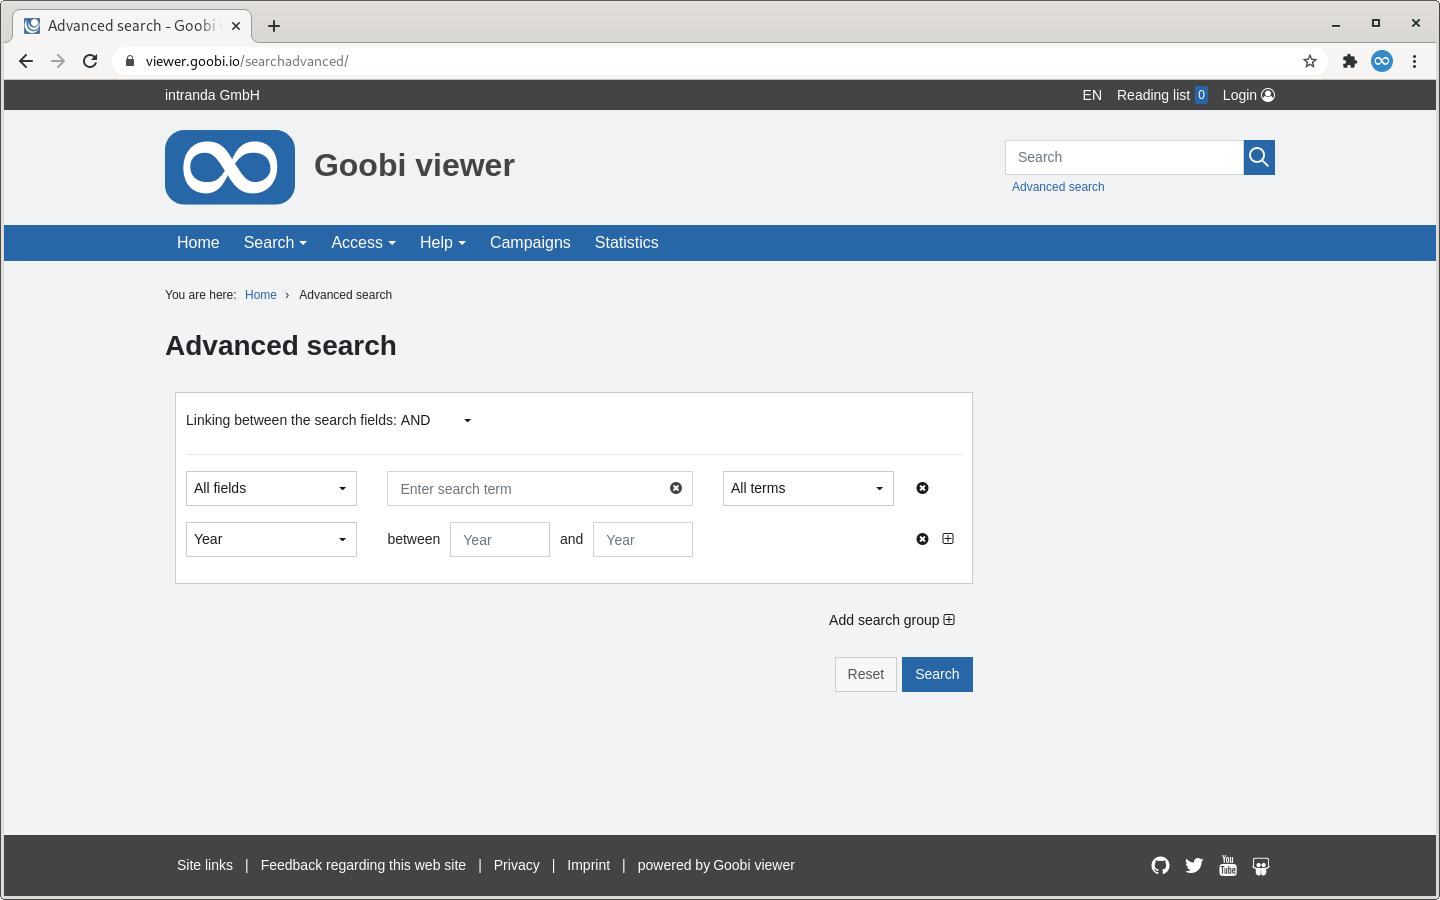 Advanced search - Goobi
viewer.goobi.io/searchadvanced/
intranda GmbH EN Reading list 0 Login
Goobi viewer
Search
Advanced search
Home Search Access Help Campaigns Statistics
You are here: Home › Advanced search
Advanced search
Linking between the search fields: AND
All fields Enter search term All terms
Year between Year and Year
Add search group
Reset Search
Site links | Feedback regarding this web site | Privacy | Imprint | powered by Goobi viewer
You
Tube